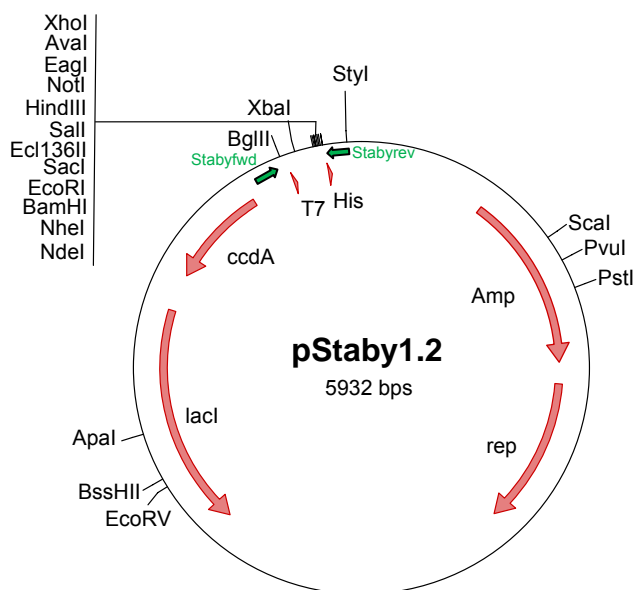 XhoI
AvaI
EagI
NotI
HindIII
SalI
Ecl136II
SacI
EcoRI
BamHI
NheI
NdeI
XbaI
StyI
BglII
Stabyfwd
Stabyrev
T7
His
ccdA
ScaI
PvuI
PstI
Amp
pStaby1.2
5932 bps
lacI
rep
ApaI
BssHII
EcoRV